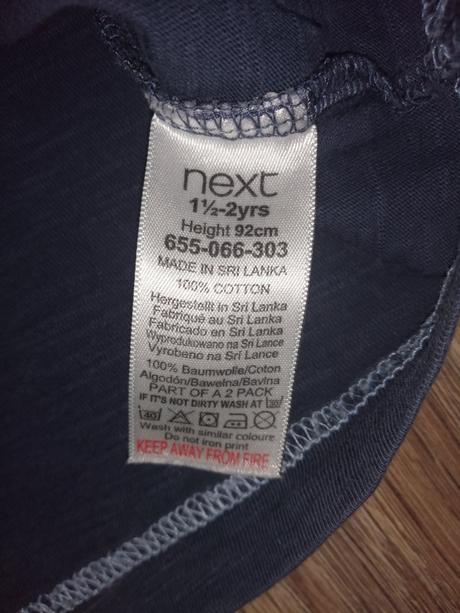 next
1½-2yrs
Height 92cm
655-066-303
MADE IN SRI LANKA
100% COTTON
Hergestellt in Sri Lanka
Fabriqué au Sri Lanka
Fabricado en Sri Lanka
Wyprodukowano na Sri Lance
Vyrobeno na Srí Lance
100% Baumwolle/Coton
Algodón/Bawełna/Bavlna
PART OF A 2 PACK
IF IT'S NOT DIRTY WASH AT 30
40
Wash with similar colours
Do not iron print
KEEP AWAY FROM FIRE